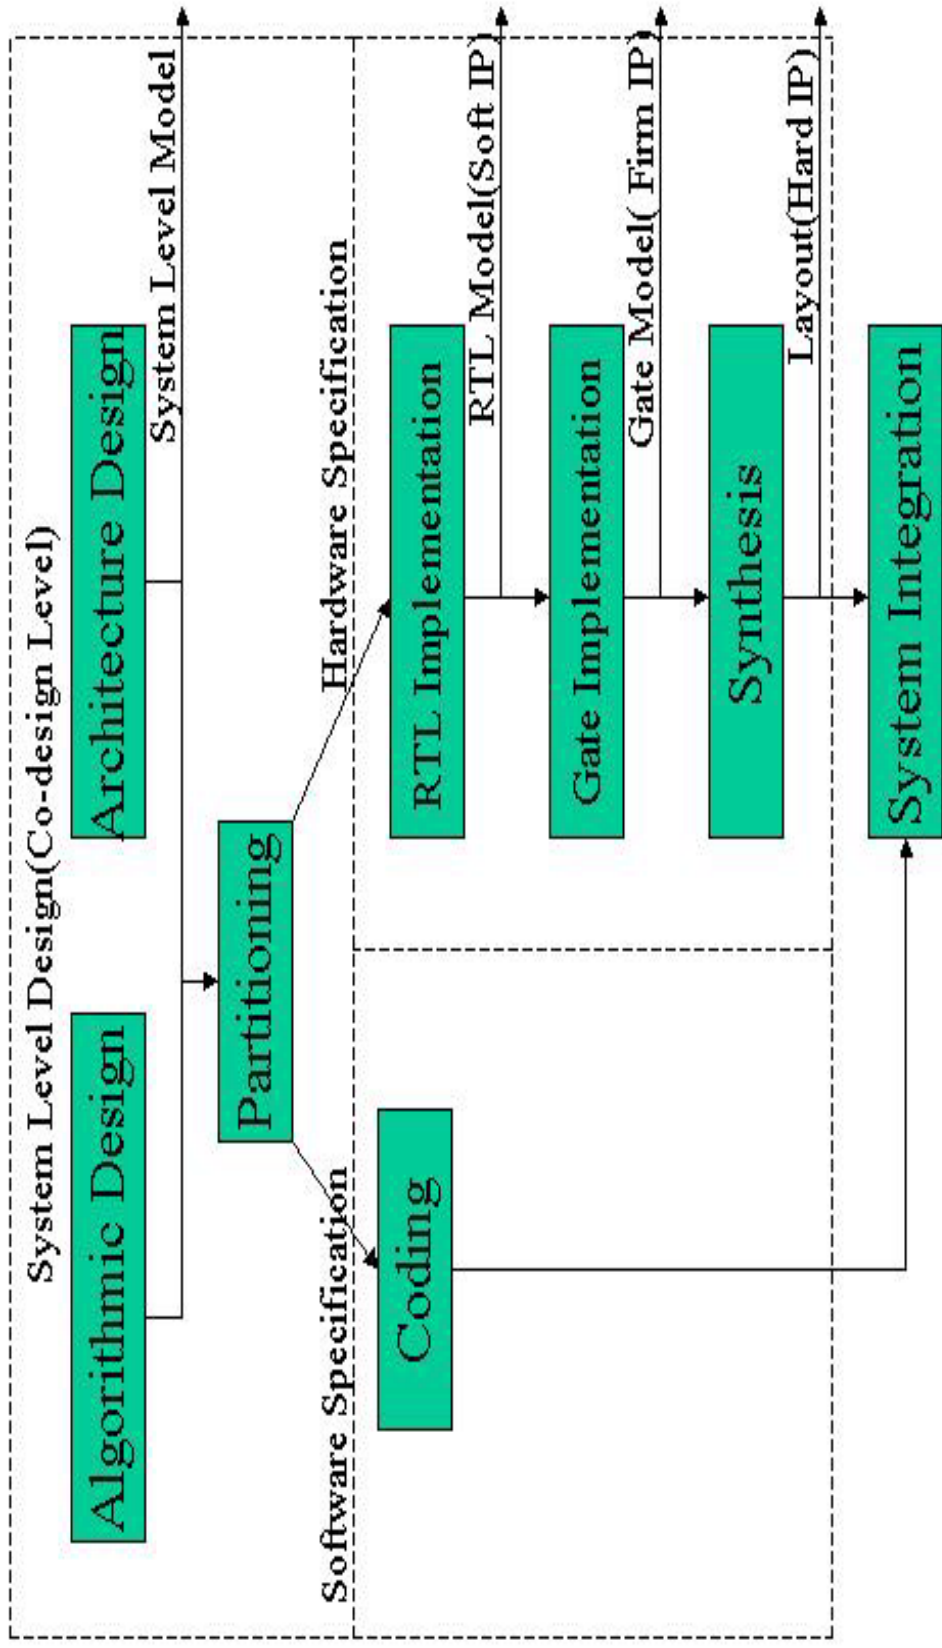 System Level Design(Co-design Level)
Algorithmic Design
Architecture Design
System Level Model
Partitioning
Software Specification
Hardware Specification
Coding
RTL Implementation
RTL Model(Soft IP)
Gate Implementation
Gate Model( Firm IP)
Synthesis
Layout(Hard IP)
System Integration